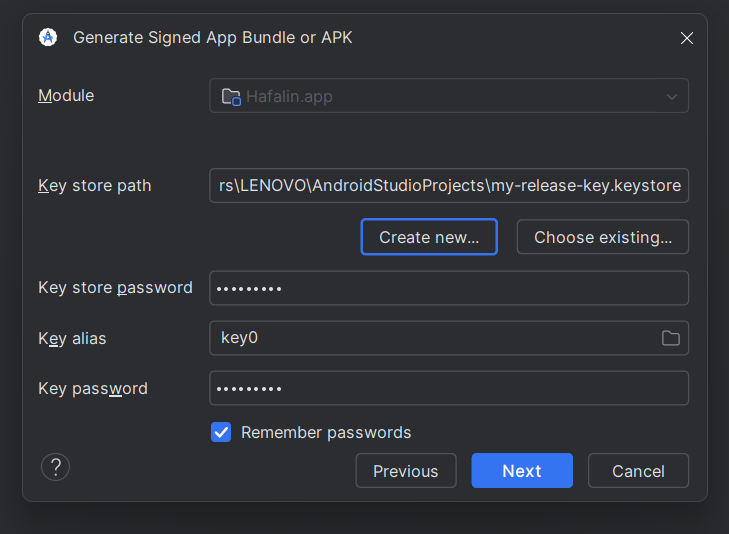 Generate Signed App Bundle or APK
Module
Hafalin.app
Key store path
rs\LENOVO\AndroidStudioProjects\my-release-key.keystore
Create new...
Choose existing...
Key store password
•••••••••
Key alias
key0
Key password
•••••••••
Remember passwords
?
Previous
Next
Cancel